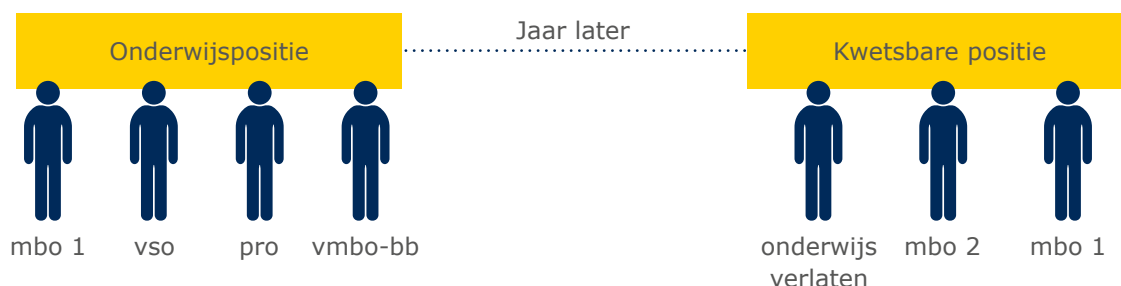 Onderwijspositie
Jaar later
Kwetsbare positie
mbo 1
vso
pro
vmbo-bb
onderwijs
verlaten
mbo 2
mbo 1